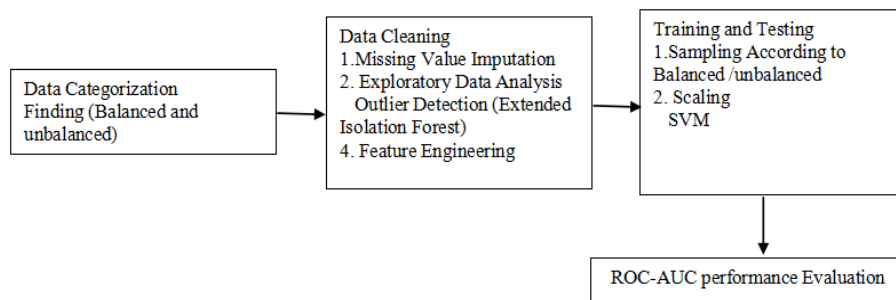 Data Categorization
Finding (Balanced and
unbalanced)
Data Cleaning
1.Missing Value Imputation
2. Exploratory Data Analysis
Outlier Detection (Extended
Isolation Forest)
4. Feature Engineering
Training and Testing
1.Sampling According to
Balanced /unbalanced
2. Scaling
SVM
ROC-AUC performance Evaluation